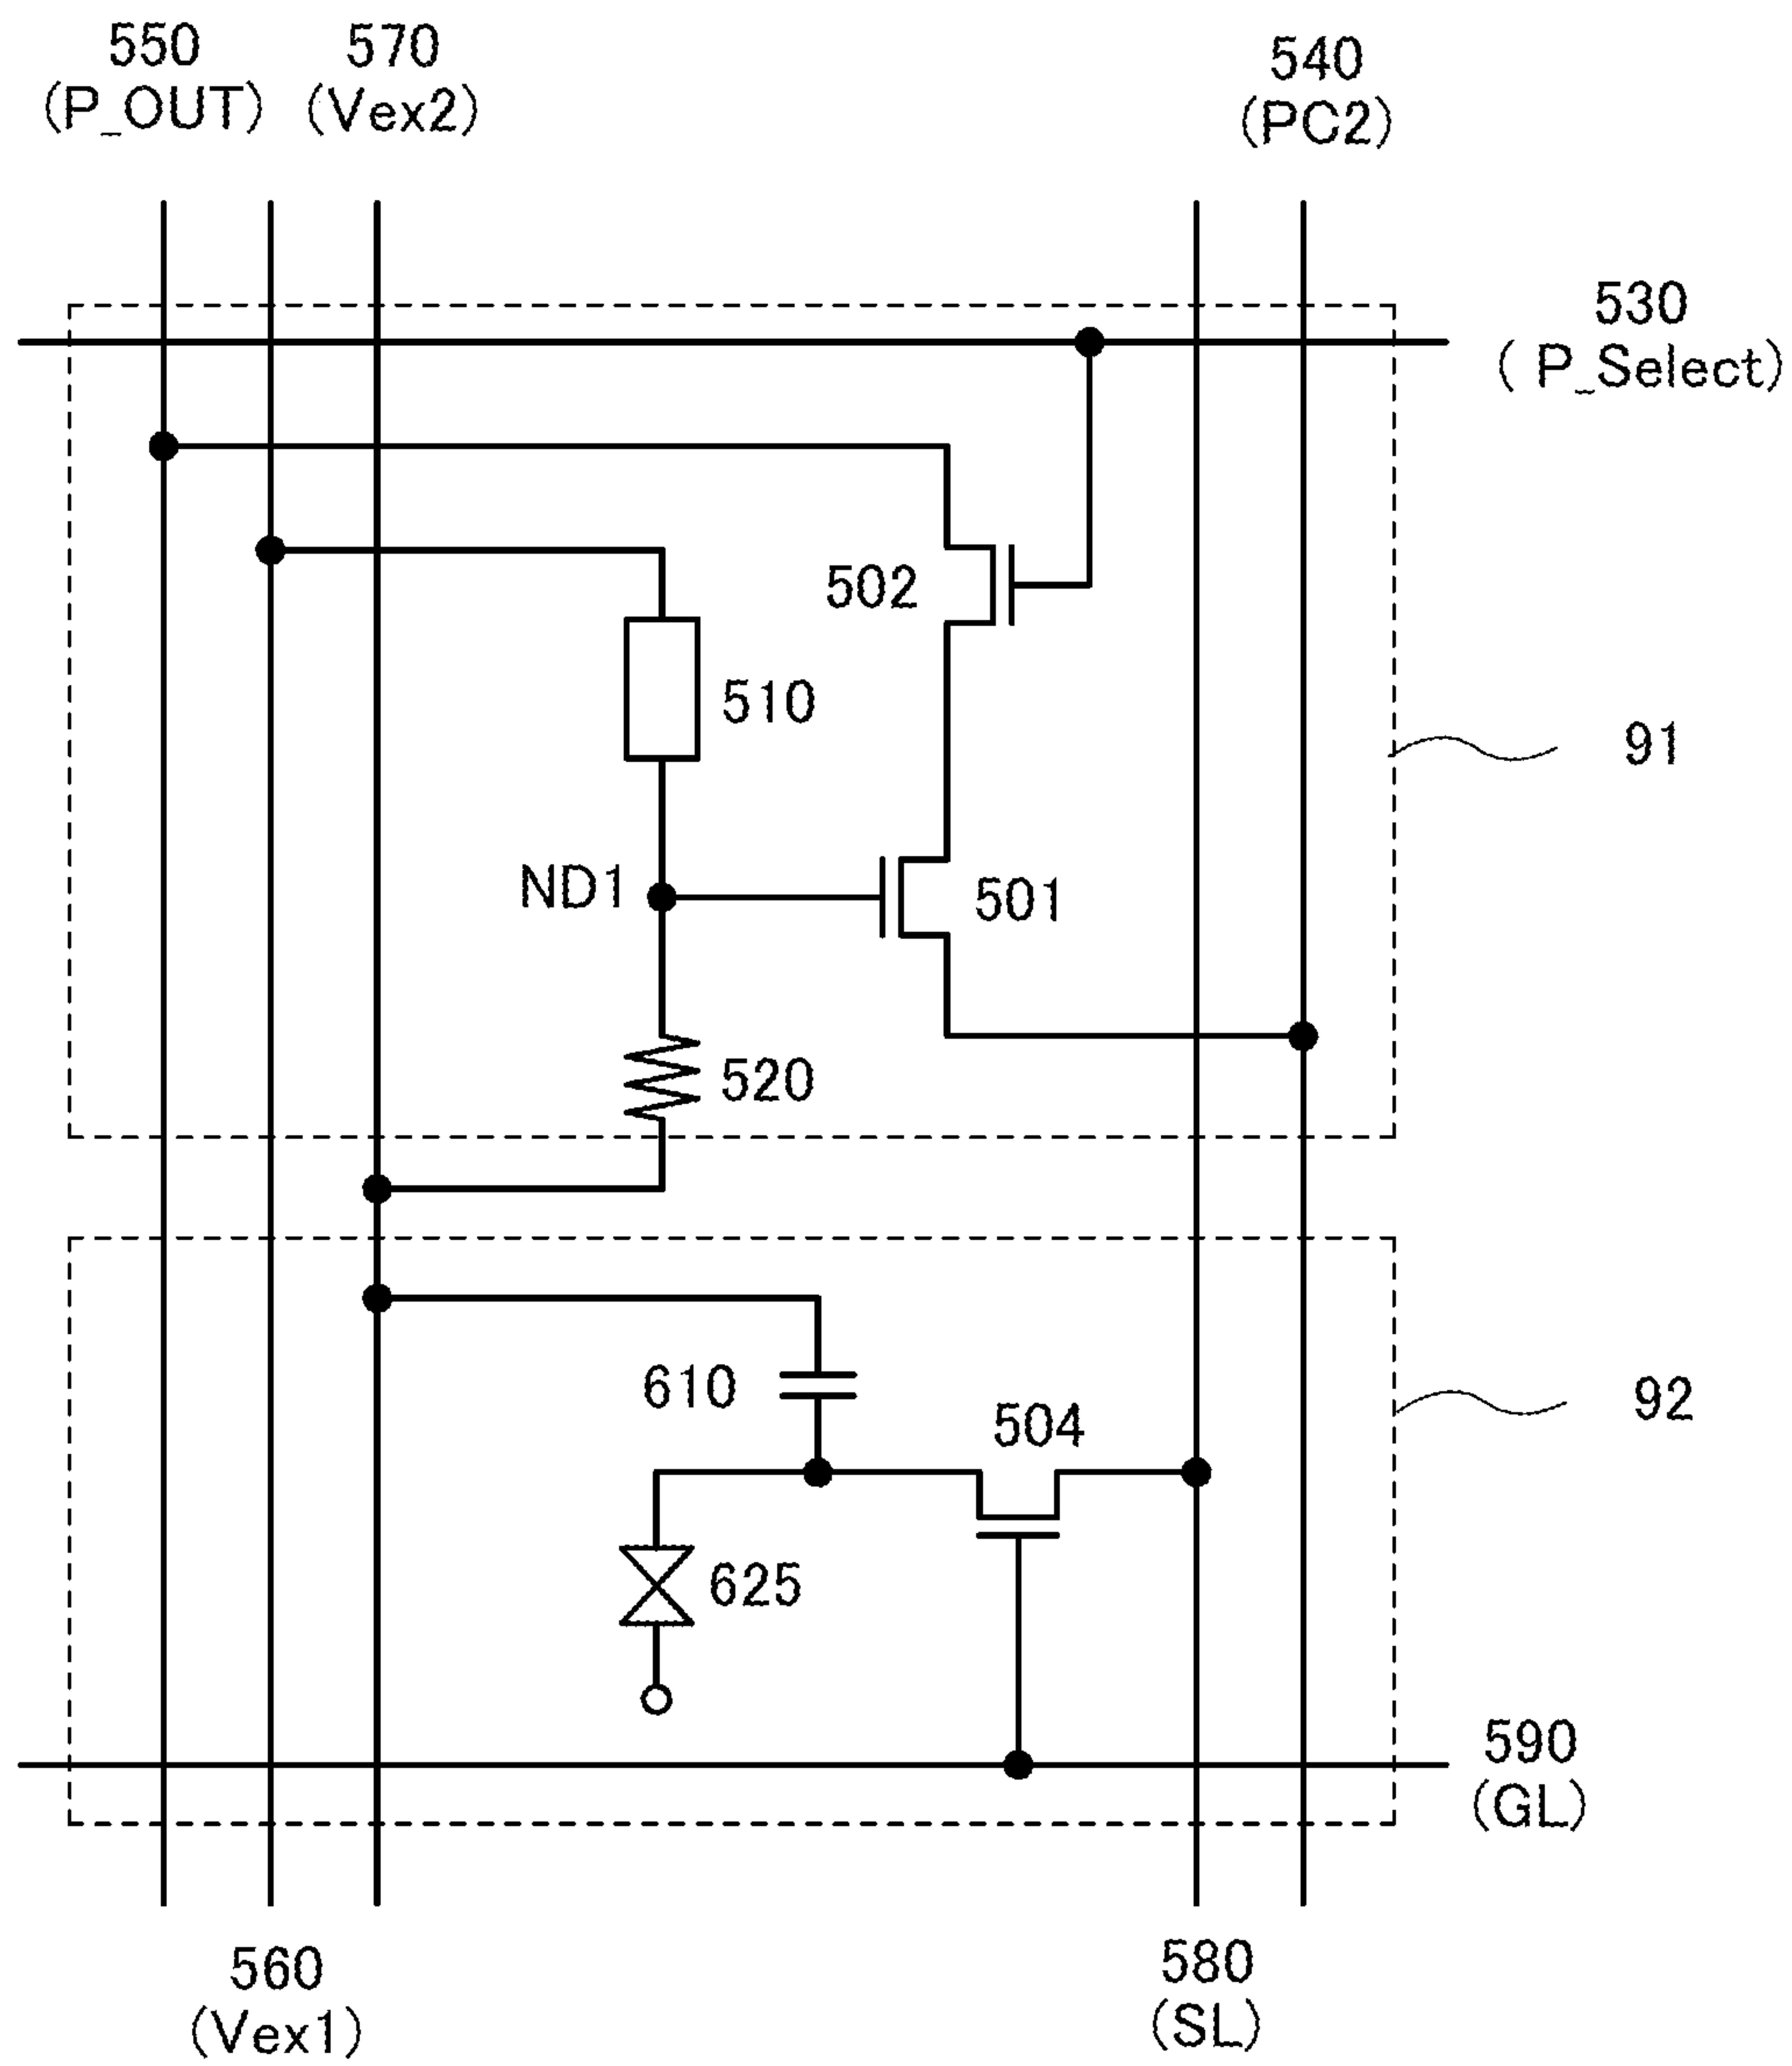 550
(P_OUT)
570
(Vex2)
540
(PC2)
530
( P_Select)
502
510
91
ND1
501
520
610
504
92
625
590
(GL)
560
(Vex1)
580
(SL)